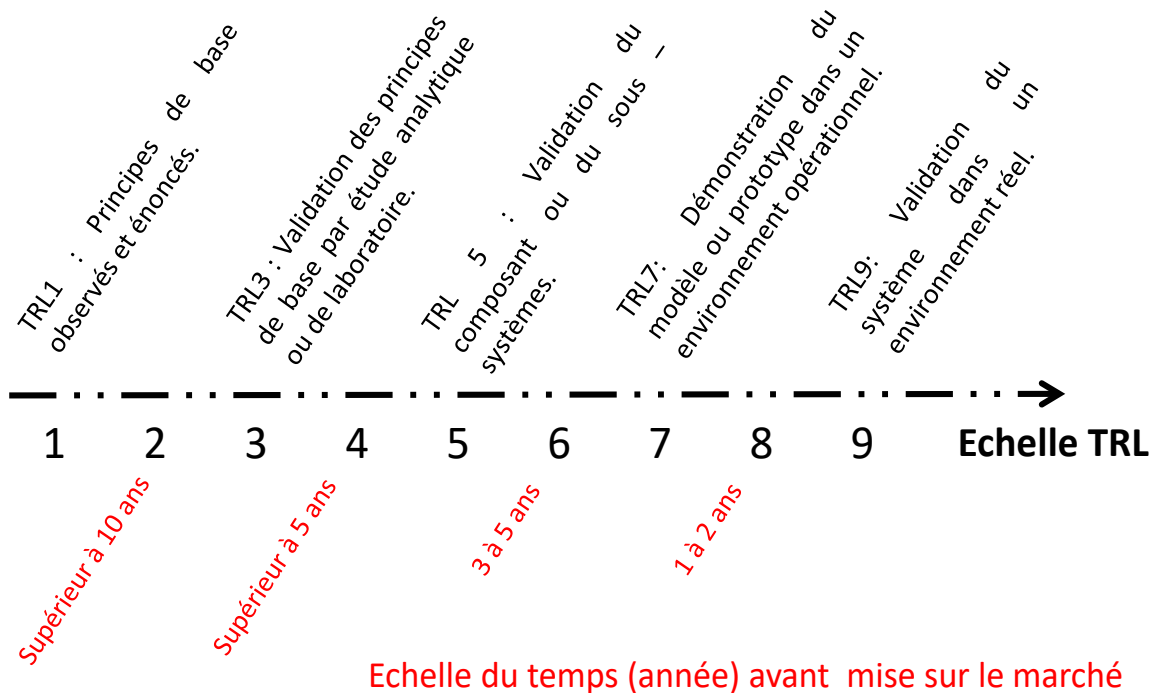 TRL1 : Principes de base
observés et énoncés.
TRL3 : Validation des principes
de base par étude analytique
ou de laboratoire.
TRL 5 : Validation du
composant ou du sous –
systèmes.
TRL7: Démonstration du
modèle ou prototype dans un
environnement opérationnel.
TRL9: Validation du
système dans un
environnement réel.
1 2 3 4 5 6 7 8 9 Echelle TRL
Supérieur à 10 ans
Supérieur à 5 ans
3 à 5 ans
1 à 2 ans
Echelle du temps (année) avant mise sur le marché